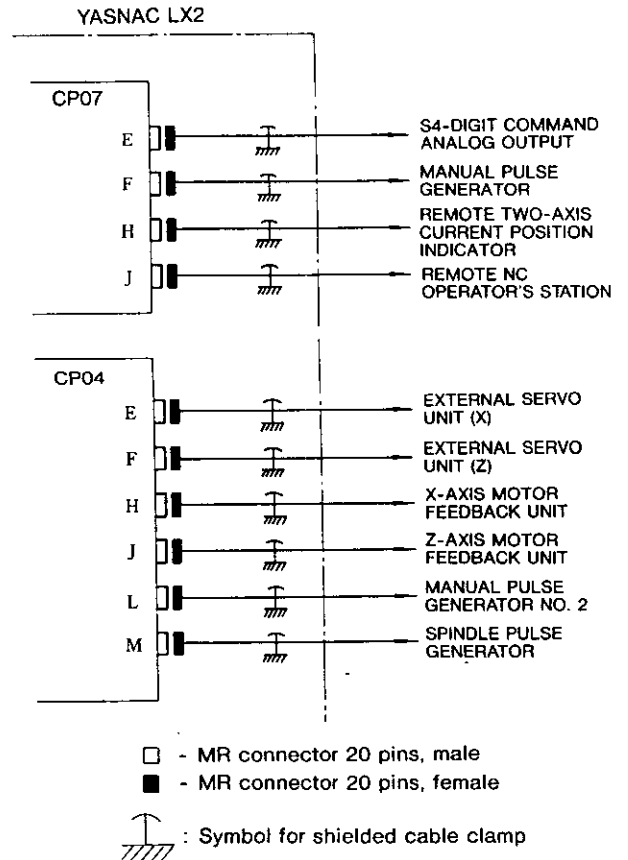 YASNAC LX2
CP07
E
S4-DIGIT COMMAND
ANALOG OUTPUT
F
MANUAL PULSE
GENERATOR
H
REMOTE TWO-AXIS
CURRENT POSITION
INDICATOR
J
REMOTE NC
OPERATOR'S STATION
CP04
E
EXTERNAL SERVO
UNIT (X)
F
EXTERNAL SERVO
UNIT (Z)
H
X-AXIS MOTOR
FEEDBACK UNIT
J
Z-AXIS MOTOR
FEEDBACK UNIT
L
MANUAL PULSE
GENERATOR NO. 2
M
SPINDLE PULSE
GENERATOR
- MR connector 20 pins, male
- MR connector 20 pins, female
: Symbol for shielded cable clamp